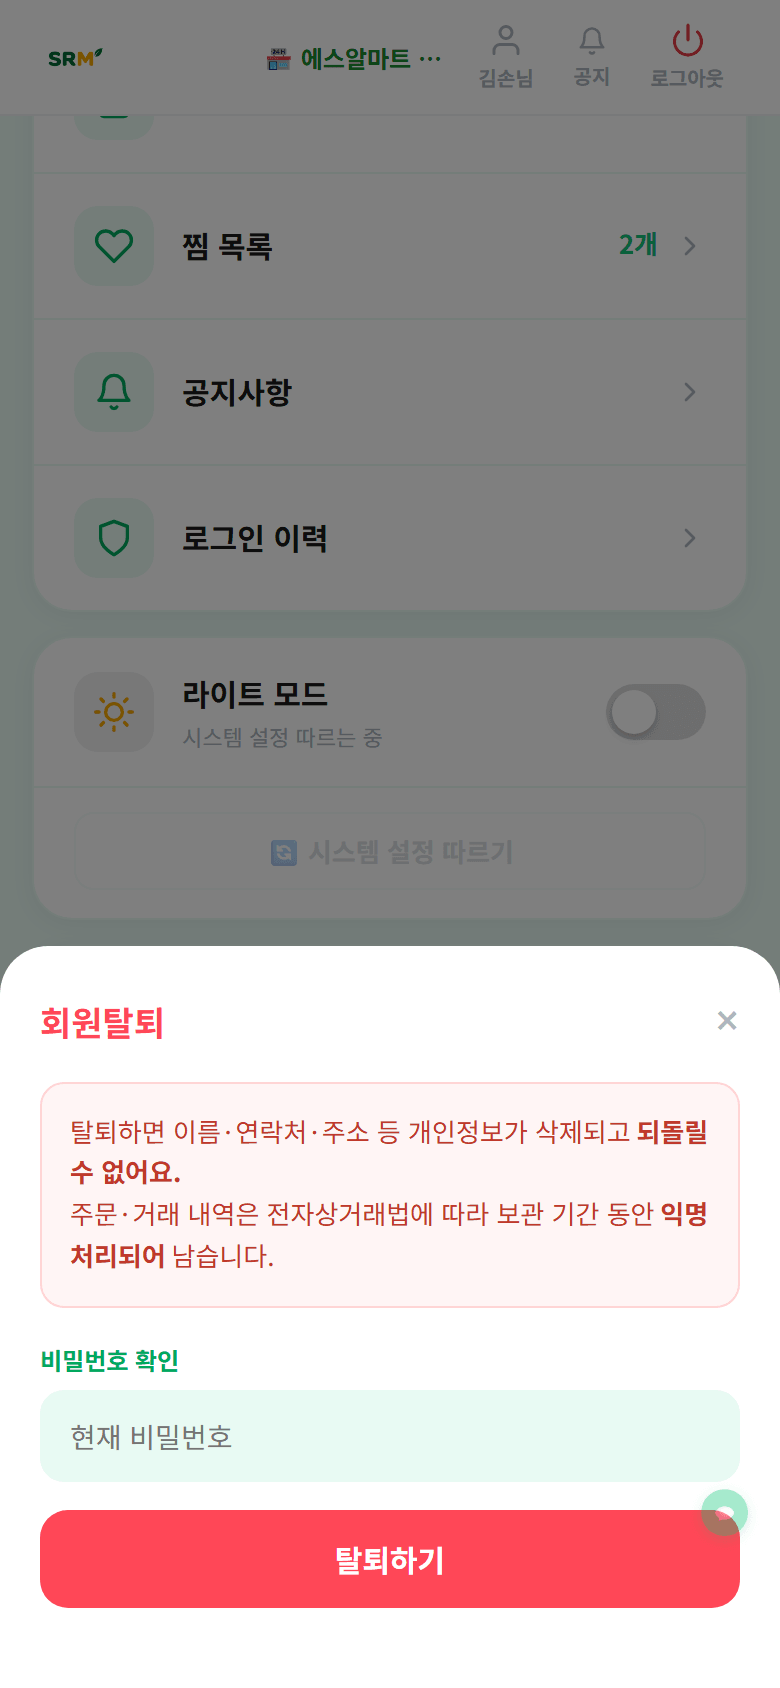 SRM
에스알마트 ···
김손님
공지
로그아웃
찜 목록
2개
공지사항
로그인 이력
라이트 모드
시스템 설정 따르는 중
시스템 설정 따르기
회원탈퇴
×
탈퇴하면 이름·연락처·주소 등 개인정보가 삭제되고 되돌릴
수 없어요.
주문·거래 내역은 전자상거래법에 따라 보관 기간 동안 익명
처리되어 남습니다.
비밀번호 확인
현재 비밀번호
탈퇴하기